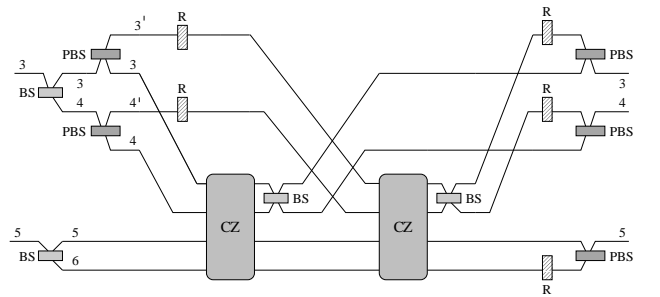 R R
3'
PBS PBS
3 3
BS 3 3
4 4' R R 4
PBS PBS
4
BS BS
CZ CZ
5 5 5
BS PBS
6
R